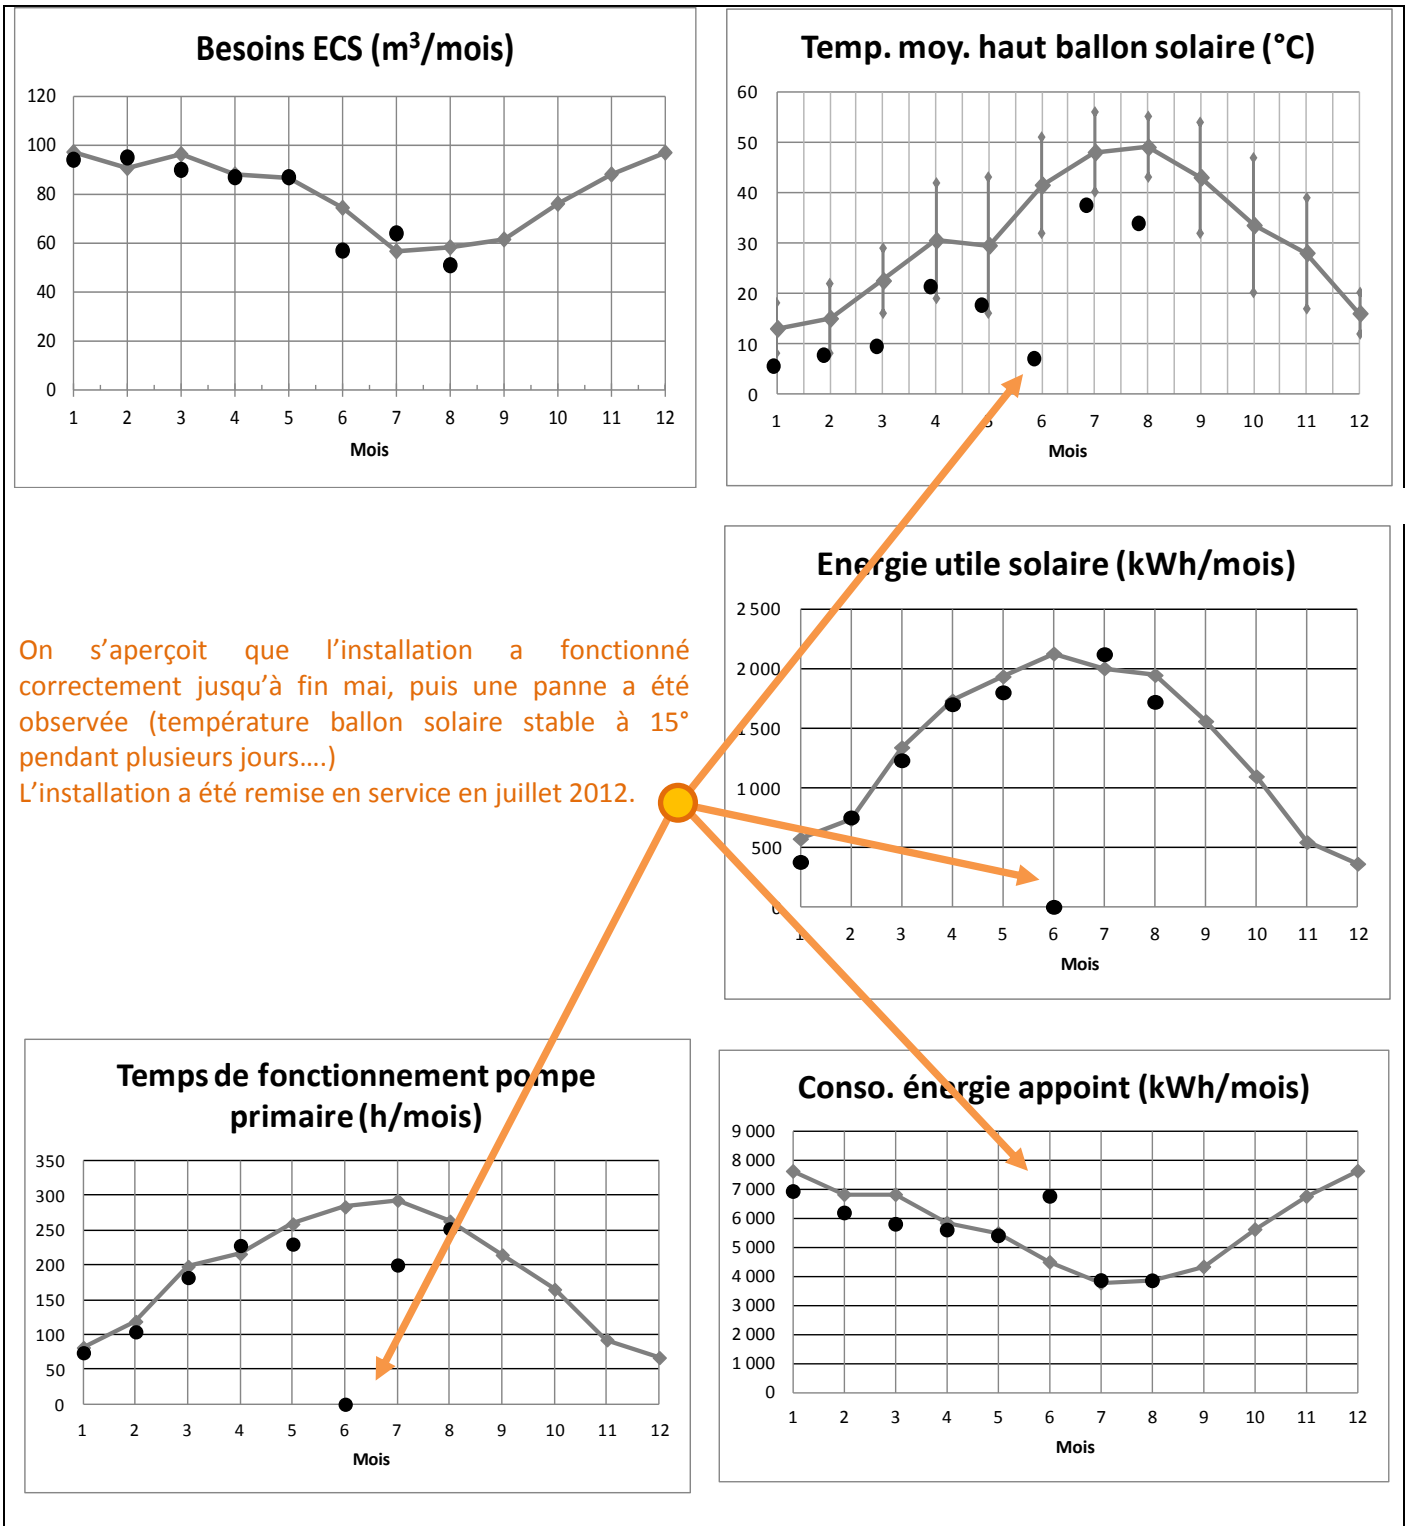 Besoins ECS (m³/mois)
120
100
80
60
40
20
0
1 2 3 4 5 6 7 8 9 10 11 12
Mois
Temp. moy. haut ballon solaire (°C)
60
50
40
30
20
10
0
1 2 3 4 5 6 7 8 9 10 11 12
Mois
On s’aperçoit que l’installation a fonctionné
correctement jusqu’à fin mai, puis une panne a été
observée (température ballon solaire stable à 15°
pendant plusieurs jours….)
L’installation a été remise en service en juillet 2012.
Energie utile solaire (kWh/mois)
2 500
2 000
1 500
1 000
500
0
1 2 3 4 5 6 7 8 9 10 11 12
Mois
Temps de fonctionnement pompe
primaire (h/mois)
350
300
250
200
150
100
50
0
1 2 3 4 5 6 7 8 9 10 11 12
Mois
Conso. énergie appoint (kWh/mois)
9 000
8 000
7 000
6 000
5 000
4 000
3 000
2 000
1 000
0
1 2 3 4 5 6 7 8 9 10 11 12
Mois